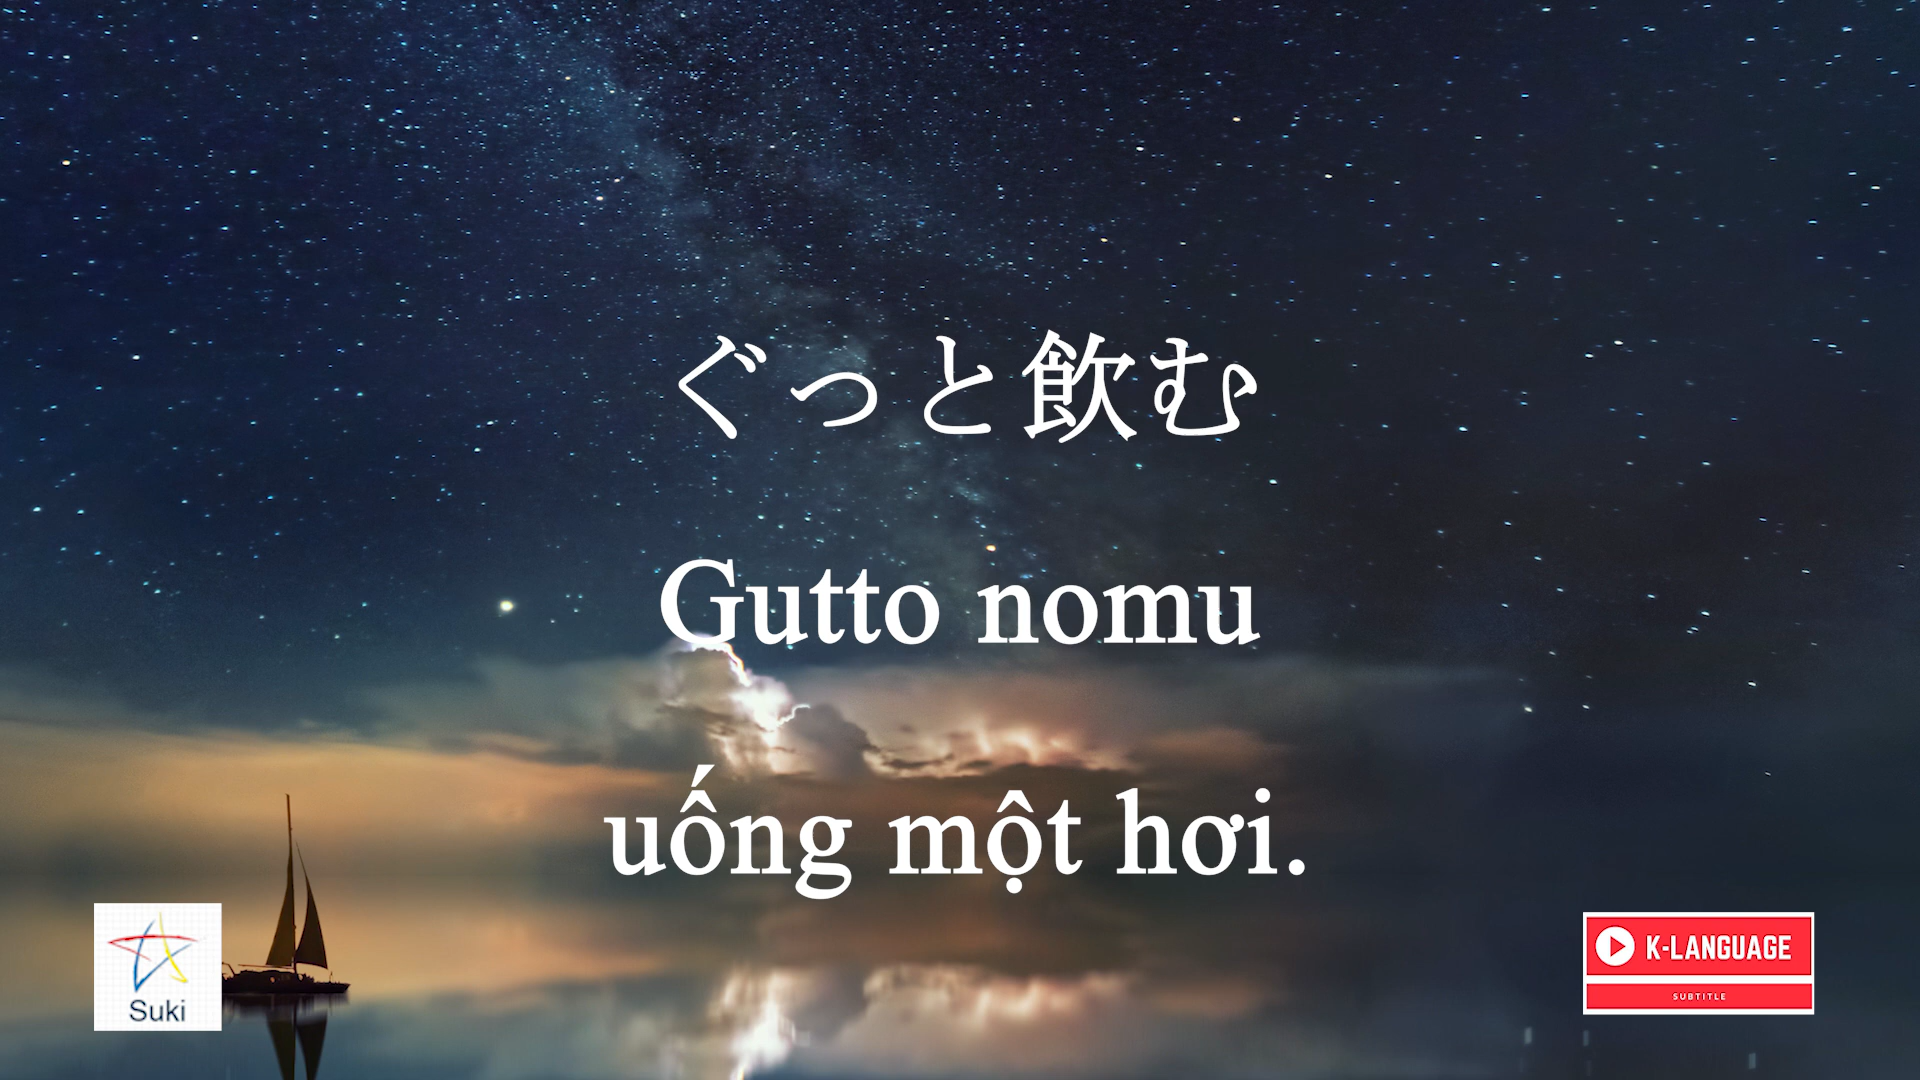 ぐっと飲む
Gutto nomu
uống một hơi.
Suki
K-LANGUAGE
SUBTITLE